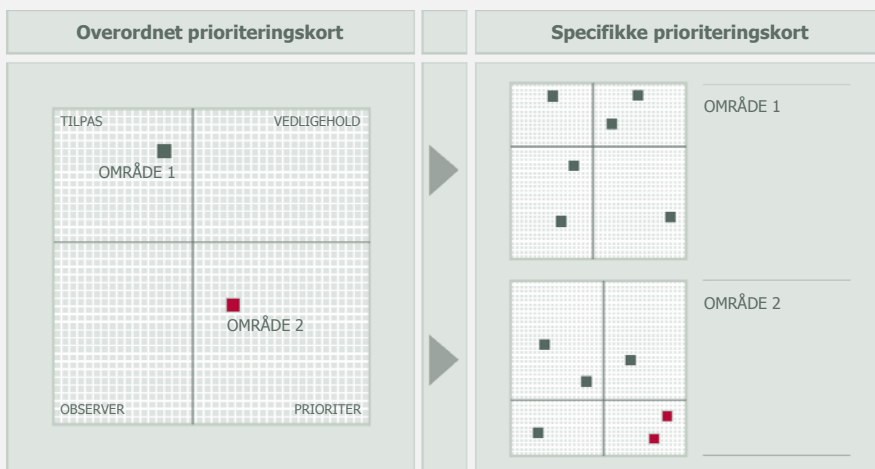 Overordnet prioriteringskort
Specifikke prioriteringskort
TILPAS
VEDLIGEHOLD
OMRÅDE 1
OMRÅDE 2
OBSERVER
PRIORITER
OMRÅDE 1
OMRÅDE 2